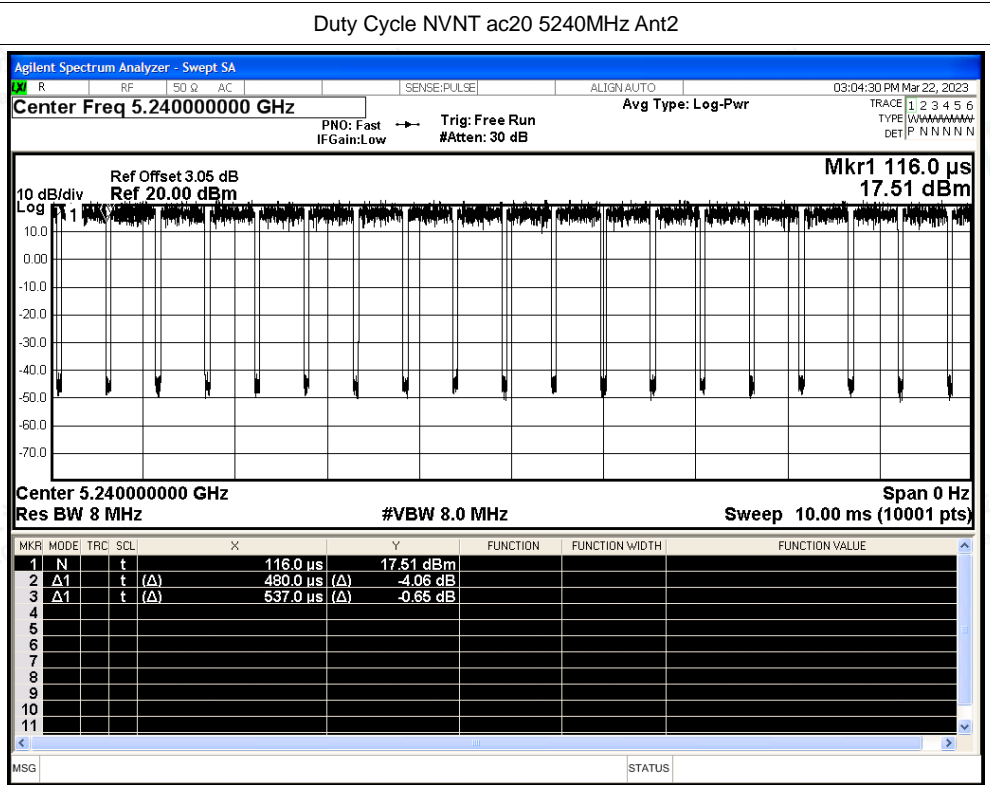 Duty Cycle NVNT ac20 5240MHz Ant2
Agilent Spectrum Analyzer - Swept SA
LXI R RF 50 Ω AC SENSE:PULSE ALIGN AUTO 03:04:30 PM Mar 22, 2023
Center Freq 5.240000000 GHz Avg Type: Log-Pwr TRACE 1 2 3 4 5 6
PNO: Fast Trig: Free Run TYPE
IFGain:Low #Atten: 30 dB DET P N N N N N
Mkr1 116.0 µs
17.51 dBm
Ref Offset 3.05 dB
10 dB/div Ref 20.00 dBm
Log
1
10.0
0.00
-10.0
-20.0
-30.0
-40.0
-50.0
-60.0
-70.0
Center 5.240000000 GHz Span 0 Hz
Res BW 8 MHz #VBW 8.0 MHz Sweep 10.00 ms (10001 pts)
MKR MODE TRC SCL X Y FUNCTION FUNCTION WIDTH FUNCTION VALUE
1 N t 116.0 µs 17.51 dBm
2 Δ1 t (Δ) 480.0 µs (Δ) -4.06 dB
3 Δ1 t (Δ) 537.0 µs (Δ) -0.65 dB
4
5
6
7
8
9
10
11
MSG STATUS